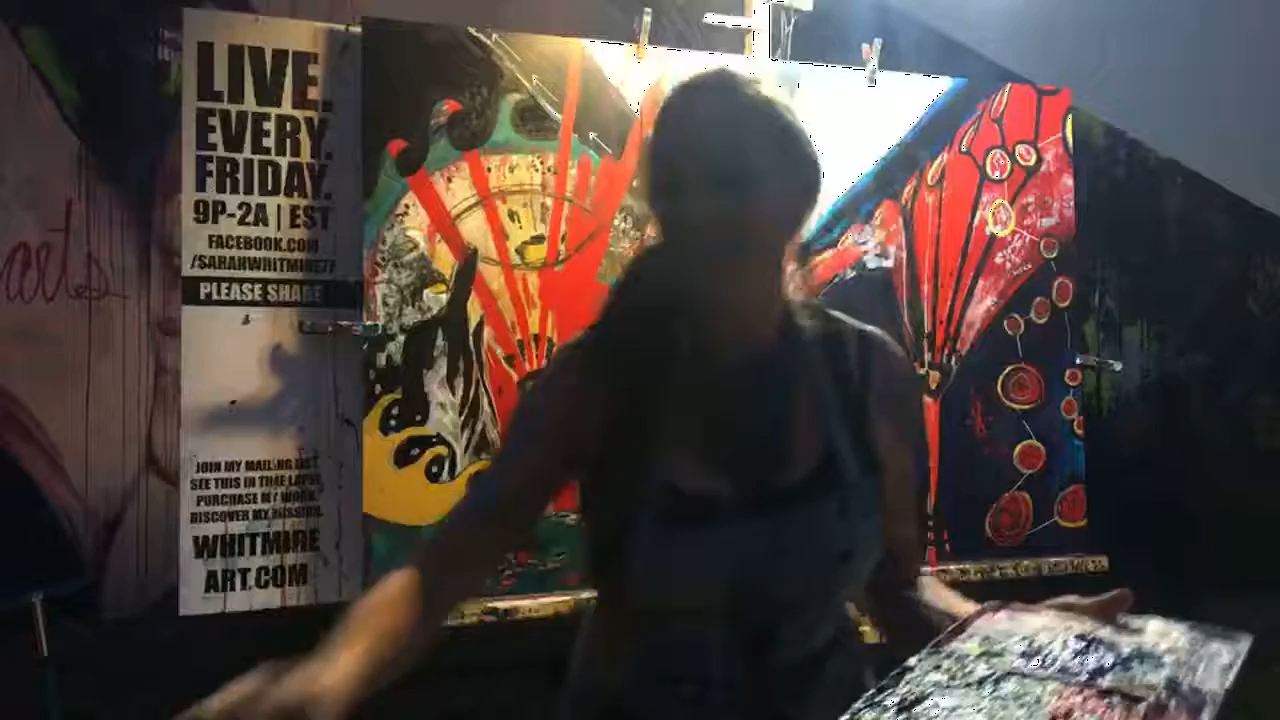 LIVE.
EVERY.
FRIDAY.
9P-2A | EST
FACEBOOK.COM
/SARAHWHITMIRE77
PLEASE SHARE
JOIN MY MAILING LIST.
SEE THIS IN TIME LAPSE.
PURCHASE MY WORK.
DISCOVER MY MISSION.
WHITMIRE
ART.COM
arts